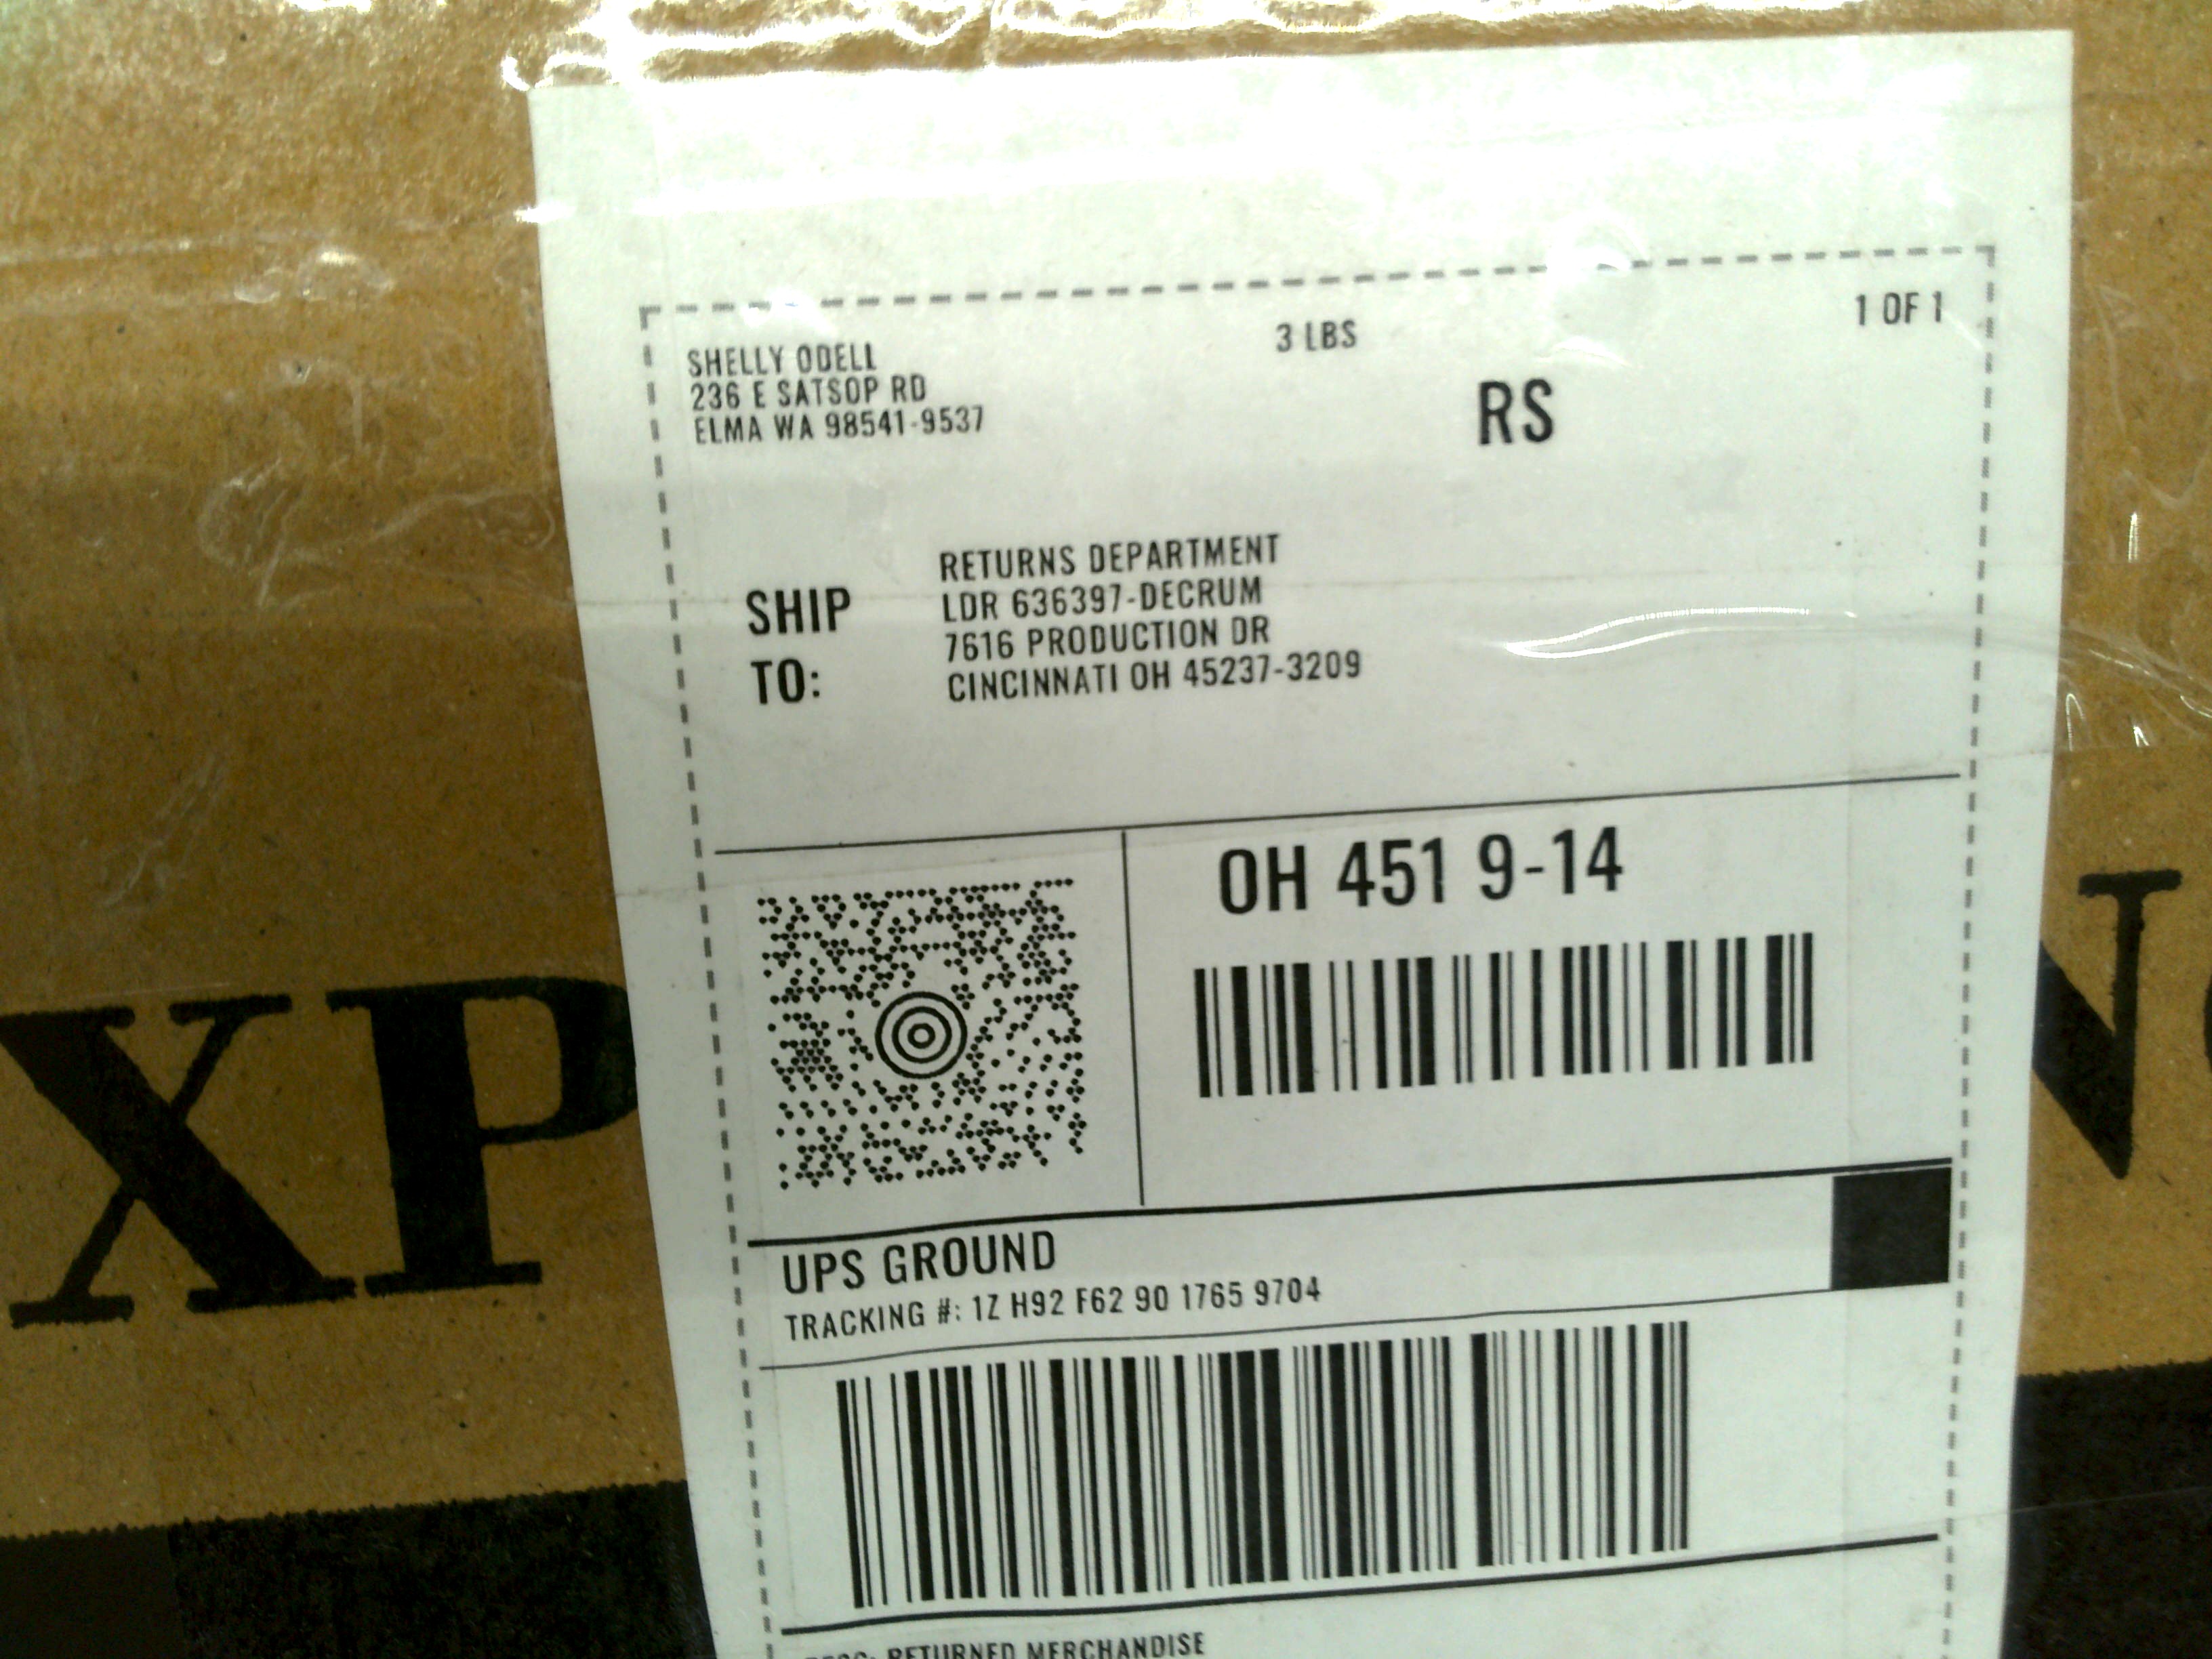 1 OF 1
3 LBS
RS
SHELLY ODELL
236 E SATSOP RD
ELMA WA 98541-9537
SHIP
TO:
RETURNS DEPARTMENT
LDR 636397-DECRUM
7616 PRODUCTION DR
CINCINNATI OH 45237-3209
OH 451 9-14
UPS GROUND
TRACKING #: 1Z H92 F62 90 1765 9704
RETURNED MERCHANDISE
XP
N